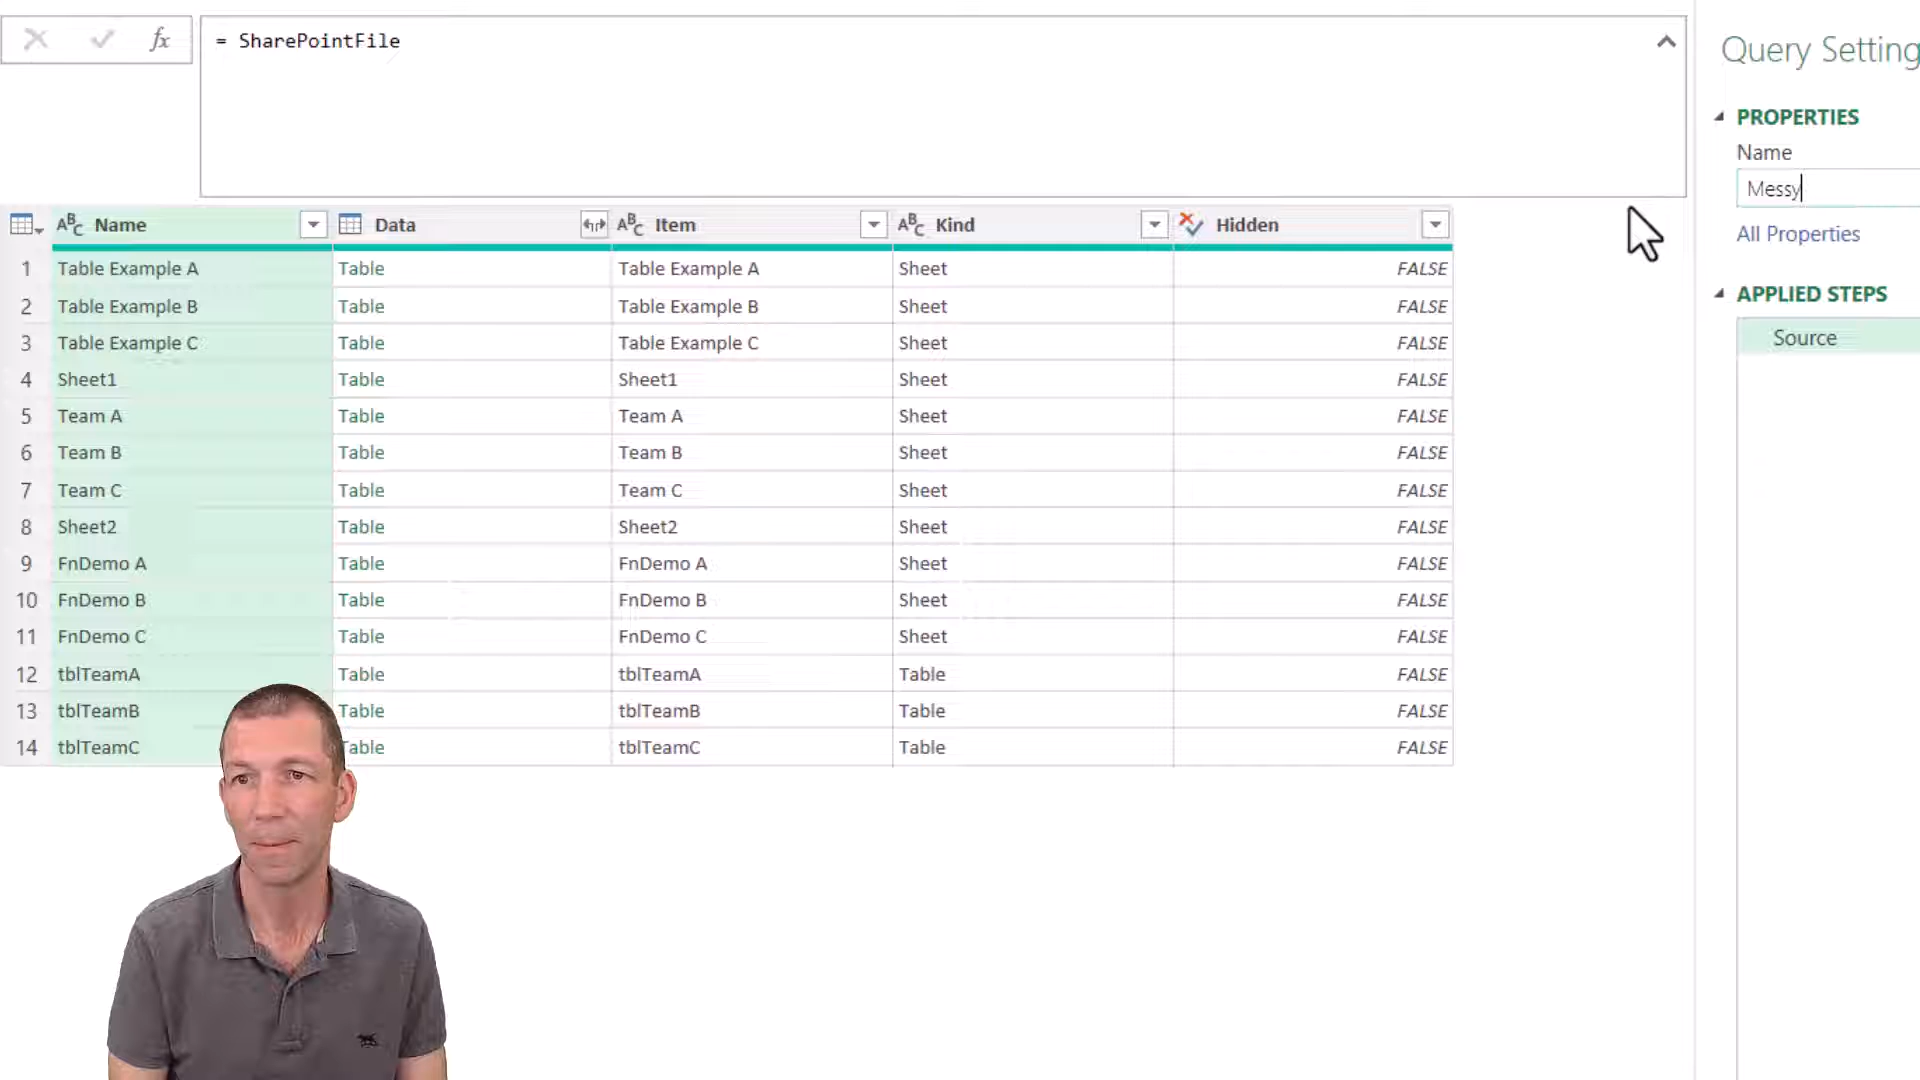 fx = SharePointFile
Query Setting
PROPERTIES
Name
Messy
All Properties
APPLIED STEPS
Source
ABC Name Data ABC Item ABC Kind Hidden
1 Table Example A Table Table Example A Sheet FALSE
2 Table Example B Table Table Example B Sheet FALSE
3 Table Example C Table Table Example C Sheet FALSE
4 Sheet1 Table Sheet1 Sheet FALSE
5 Team A Table Team A Sheet FALSE
6 Team B Table Team B Sheet FALSE
7 Team C Table Team C Sheet FALSE
8 Sheet2 Table Sheet2 Sheet FALSE
9 FnDemo A Table FnDemo A Sheet FALSE
10 FnDemo B Table FnDemo B Sheet FALSE
11 FnDemo C Table FnDemo C Sheet FALSE
12 tblTeamA Table tblTeamA Table FALSE
13 tblTeamB Table tblTeamB Table FALSE
14 tblTeamC Table tblTeamC Table FALSE